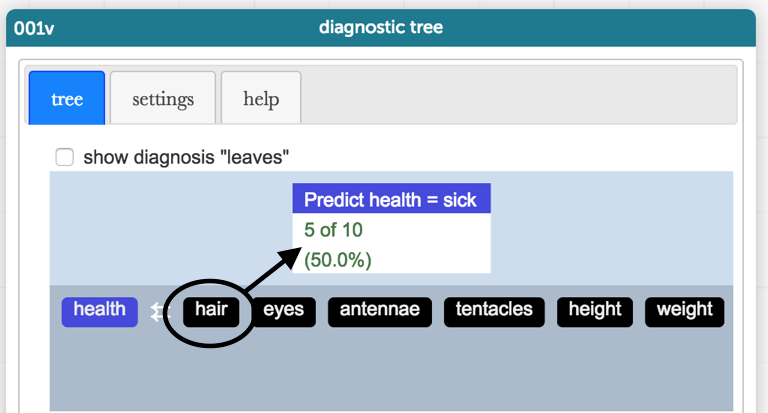 001v diagnostic tree
tree settings help
show diagnosis "leaves"
Predict health = sick
5 of 10
(50.0%)
health hair eyes antennae tentacles height weight